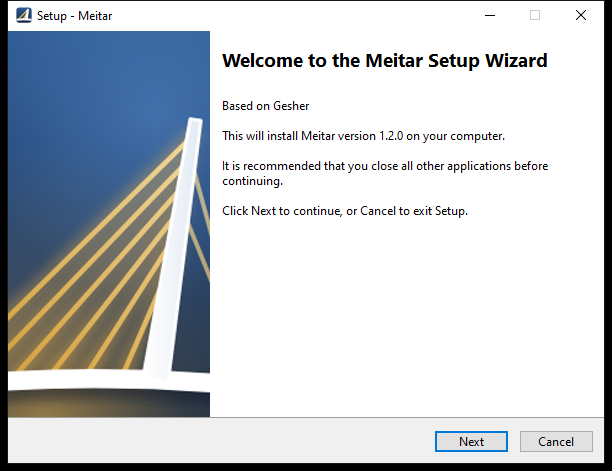 Setup - Meitar
Welcome to the Meitar Setup Wizard
Based on Gesher
This will install Meitar version 1.2.0 on your computer.
It is recommended that you close all other applications before
continuing.
Click Next to continue, or Cancel to exit Setup.
Next
Cancel